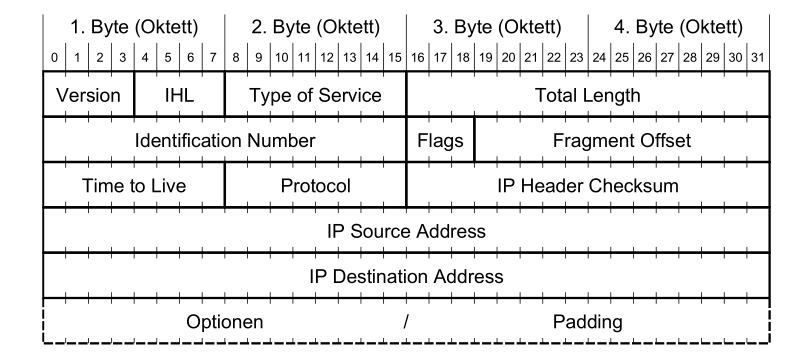 1. Byte (Oktett) 2. Byte (Oktett) 3. Byte (Oktett) 4. Byte (Oktett)
0 1 2 3 4 5 6 7 8 9 10 11 12 13 14 15 16 17 18 19 20 21 22 23 24 25 26 27 28 29 30 31
Version IHL Type of Service Total Length
Identification Number Flags Fragment Offset
Time to Live Protocol IP Header Checksum
IP Source Address
IP Destination Address
Optionen / Padding